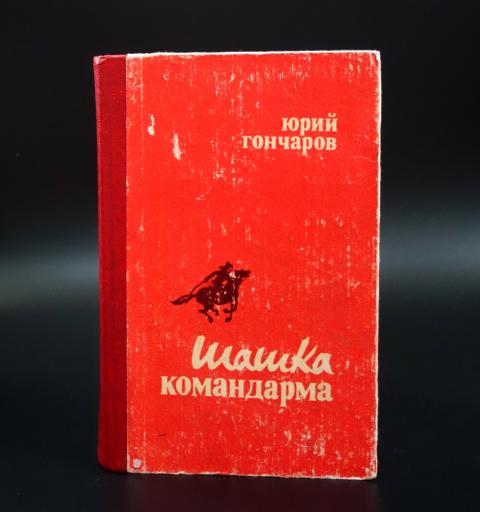 юрий
гончаров
шашка
командарма